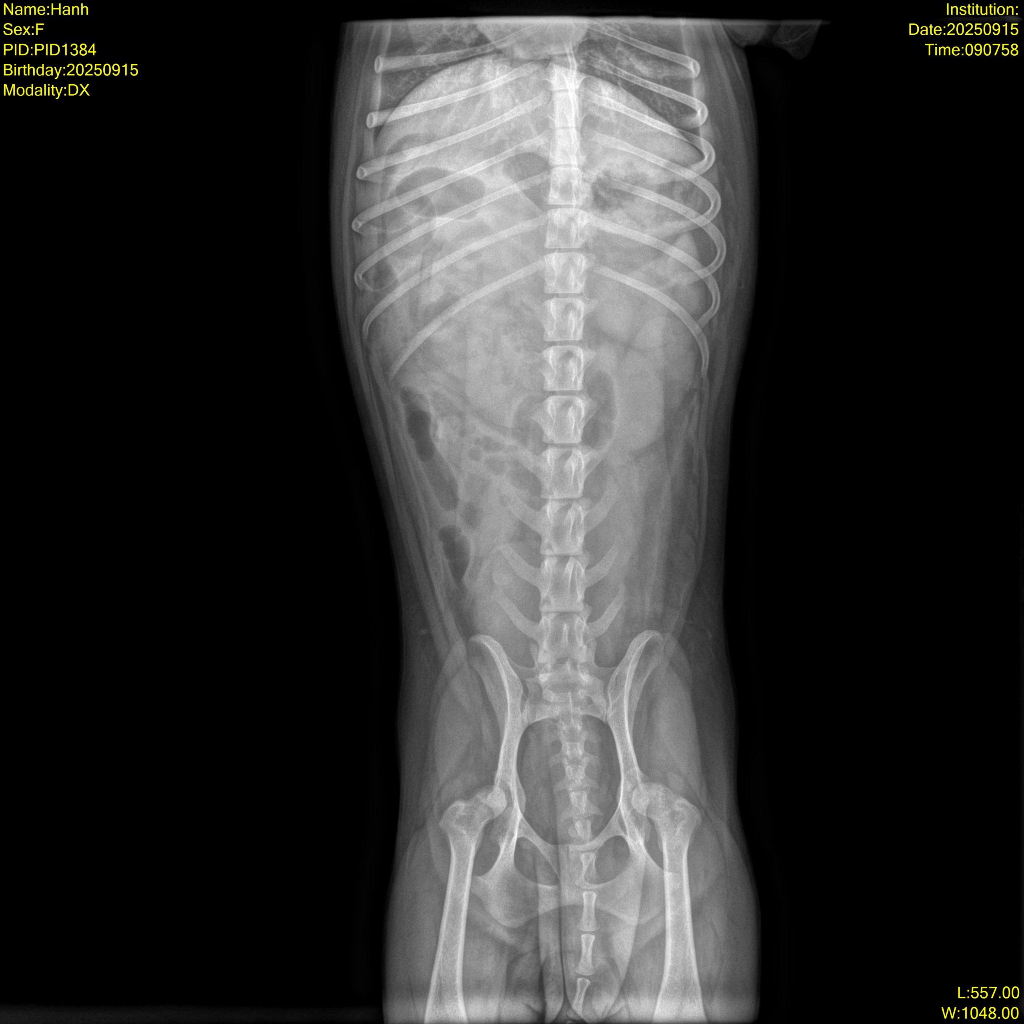 Name:Hanh
Sex:F
PID:PID1384
Birthday:20250915
Modality:DX
Institution:
Date:20250915
Time:090758
L:557.00
W:1048.00